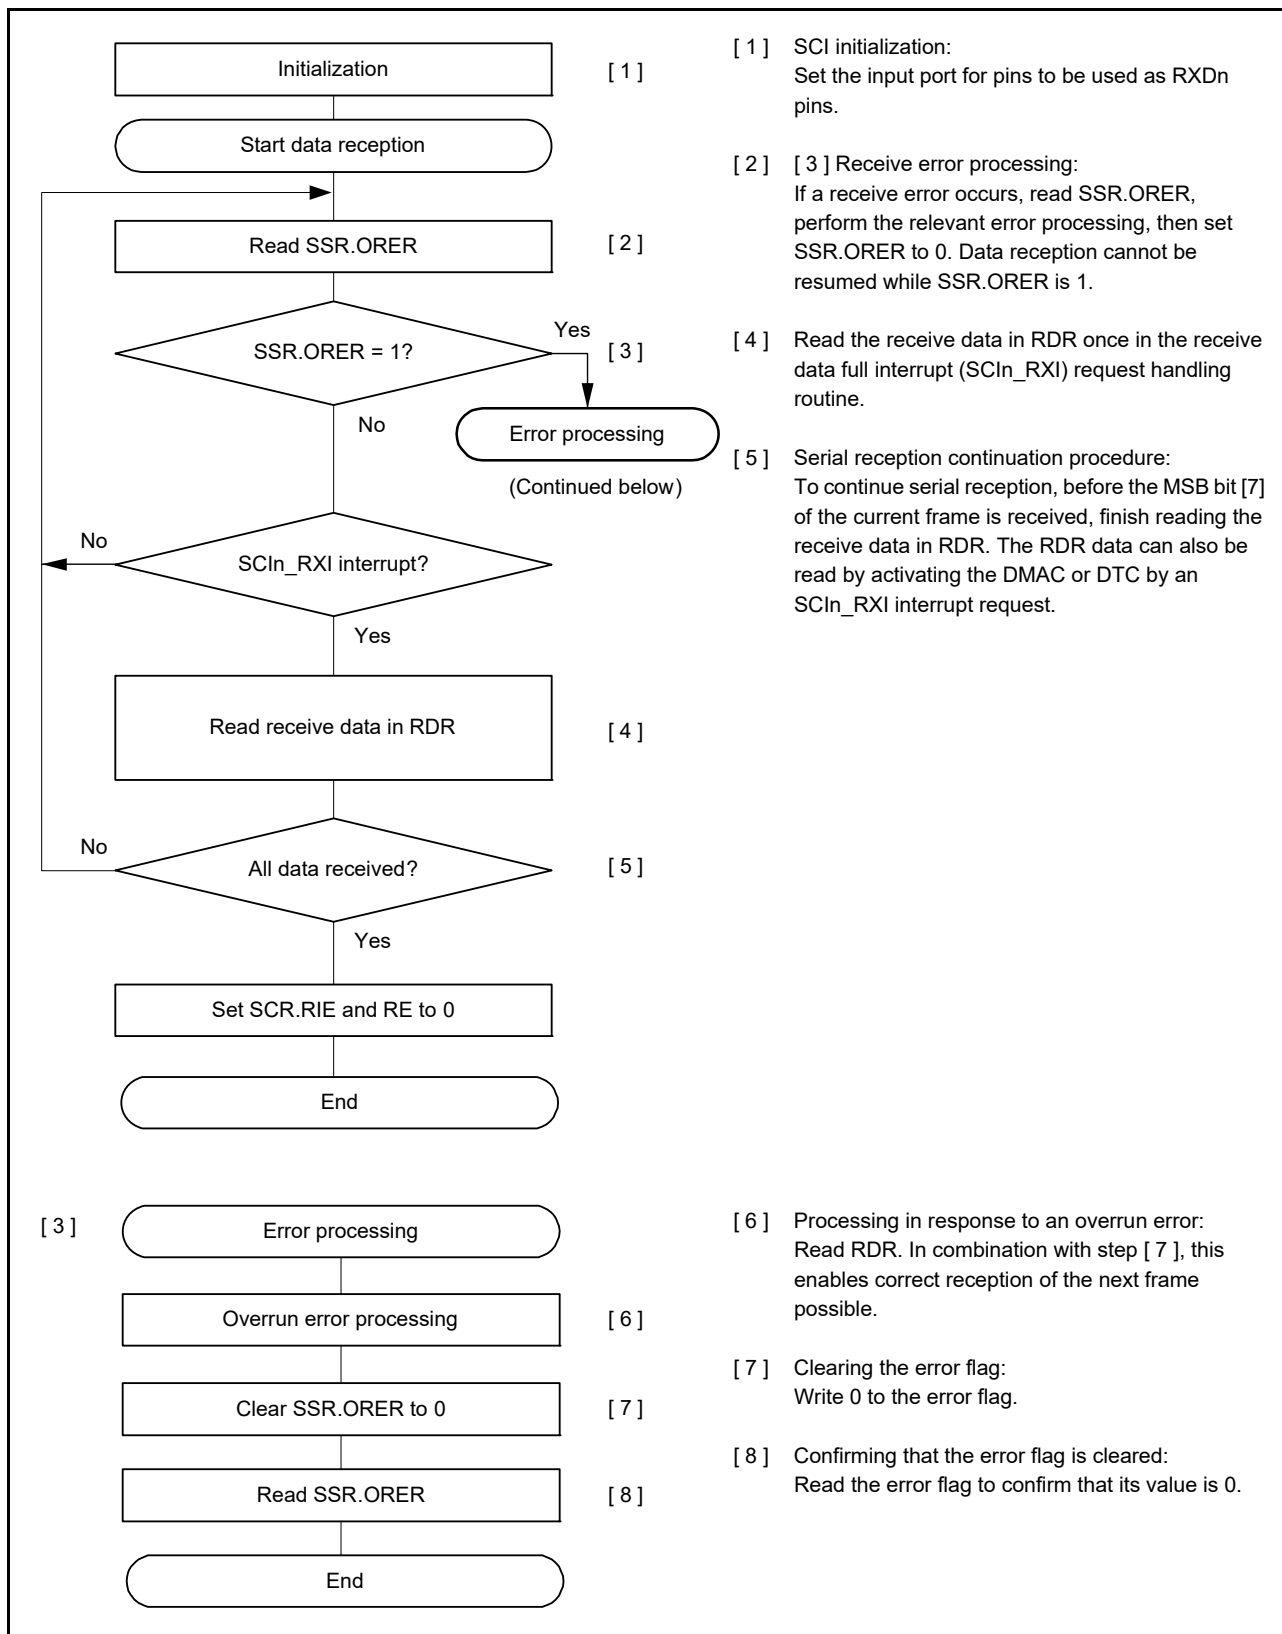 Initialization
[ 1 ]
Start data reception
Read SSR.ORER
[ 2 ]
SSR.ORER = 1?
Yes
[ 3 ]
No
Error processing
(Continued below)
No
SCIn_RXI interrupt?
Yes
Read receive data in RDR
[ 4 ]
No
All data received?
[ 5 ]
Yes
Set SCR.RIE and RE to 0
End
[ 1 ] SCI initialization:
Set the input port for pins to be used as RXDn
pins.
[ 2 ] [ 3 ] Receive error processing:
If a receive error occurs, read SSR.ORER,
perform the relevant error processing, then set
SSR.ORER to 0. Data reception cannot be
resumed while SSR.ORER is 1.
[ 4 ] Read the receive data in RDR once in the receive
data full interrupt (SCIn_RXI) request handling
routine.
[ 5 ] Serial reception continuation procedure:
To continue serial reception, before the MSB bit [7]
of the current frame is received, finish reading the
receive data in RDR. The RDR data can also be
read by activating the DMAC or DTC by an
SCIn_RXI interrupt request.
[ 3 ]
Error processing
Overrun error processing
[ 6 ]
Clear SSR.ORER to 0
[ 7 ]
Read SSR.ORER
[ 8 ]
End
[ 6 ] Processing in response to an overrun error:
Read RDR. In combination with step [ 7 ], this
enables correct reception of the next frame
possible.
[ 7 ] Clearing the error flag:
Write 0 to the error flag.
[ 8 ] Confirming that the error flag is cleared:
Read the error flag to confirm that its value is 0.